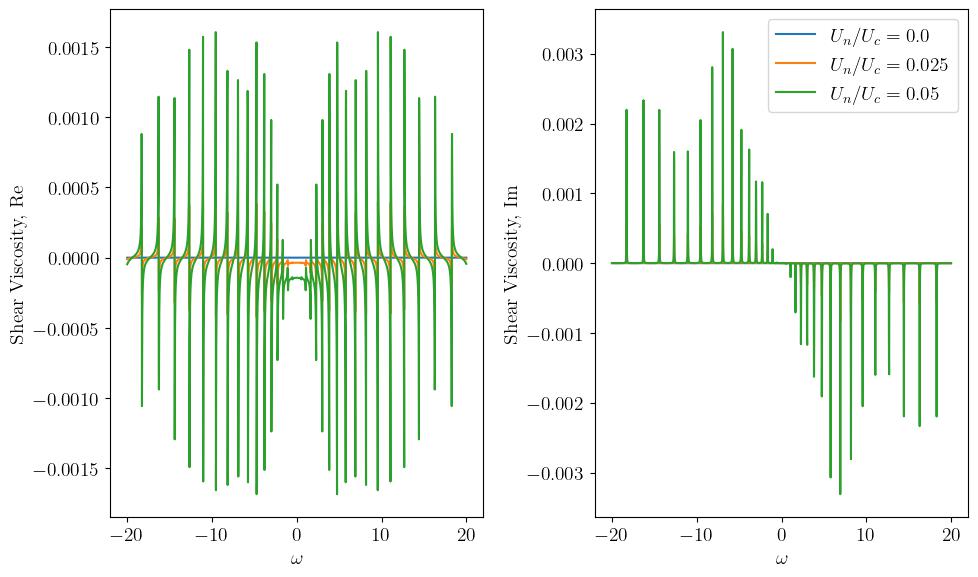 0.0015
0.0010
0.0005
0.0000
−0.0005
−0.0010
−0.0015
Shear Viscosity, Re
−20 −10 0 10 20
ω
0.003
0.002
0.001
0.000
−0.001
−0.002
−0.003
Shear Viscosity, Im
−20 −10 0 10 20
ω
U_n/U_c = 0.0
U_n/U_c = 0.025
U_n/U_c = 0.05